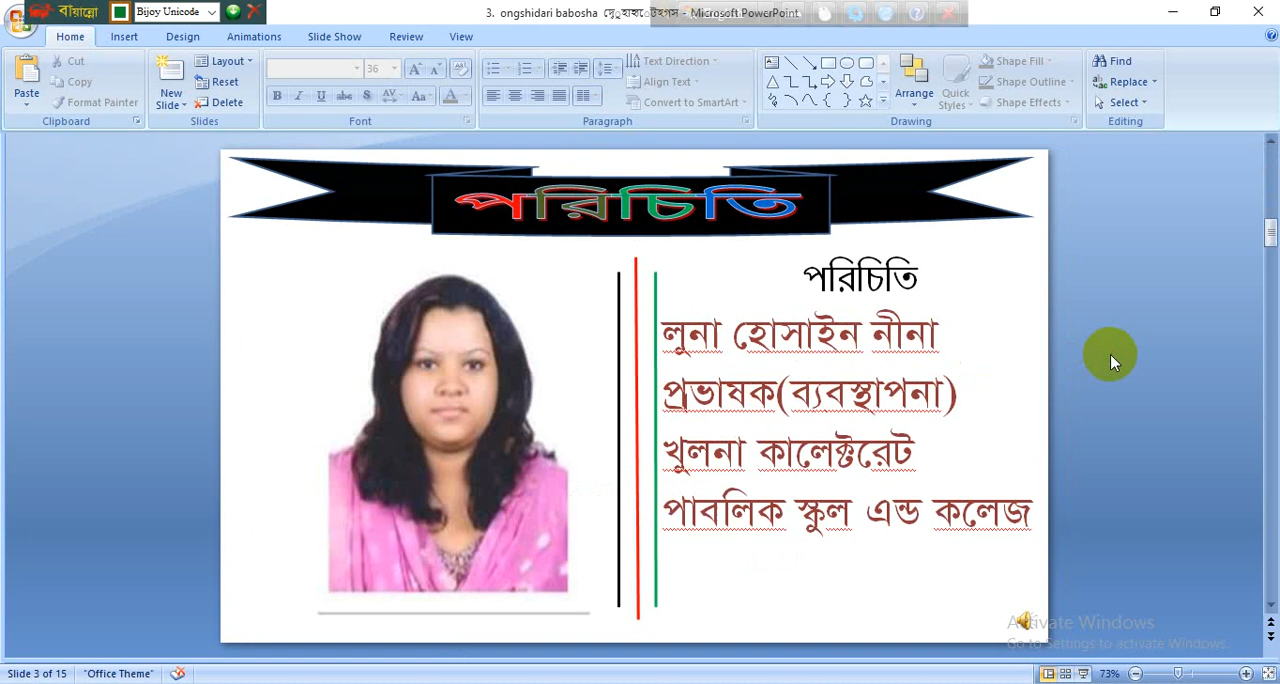 বায়ান্নো
Bijoy Unicode
3. ongshidari babosha
- Microsoft PowerPoint
Home Insert Design Animations Slide Show Review View
Paste
Cut
Copy
Format Painter
Clipboard
New Slide
Layout
Reset
Delete
Slides
36
B I U abc S AV Aa A
Font
Text Direction
Align Text
Convert to SmartArt
Paragraph
Arrange
Quick Styles
Shape Fill
Shape Outline
Shape Effects
Drawing
Find
Replace
Select
Editing
পরিচিতি
পরিচিতি
লুনা হোসাইন নীনা
প্রভাষক(ব্যবস্থাপনা)
খুলনা কালেক্টরেট
পাবলিক স্কুল এন্ড কলেজ
Activate Windows
Go to Settings to activate Windows.
Slide 3 of 15 "Office Theme" 73%